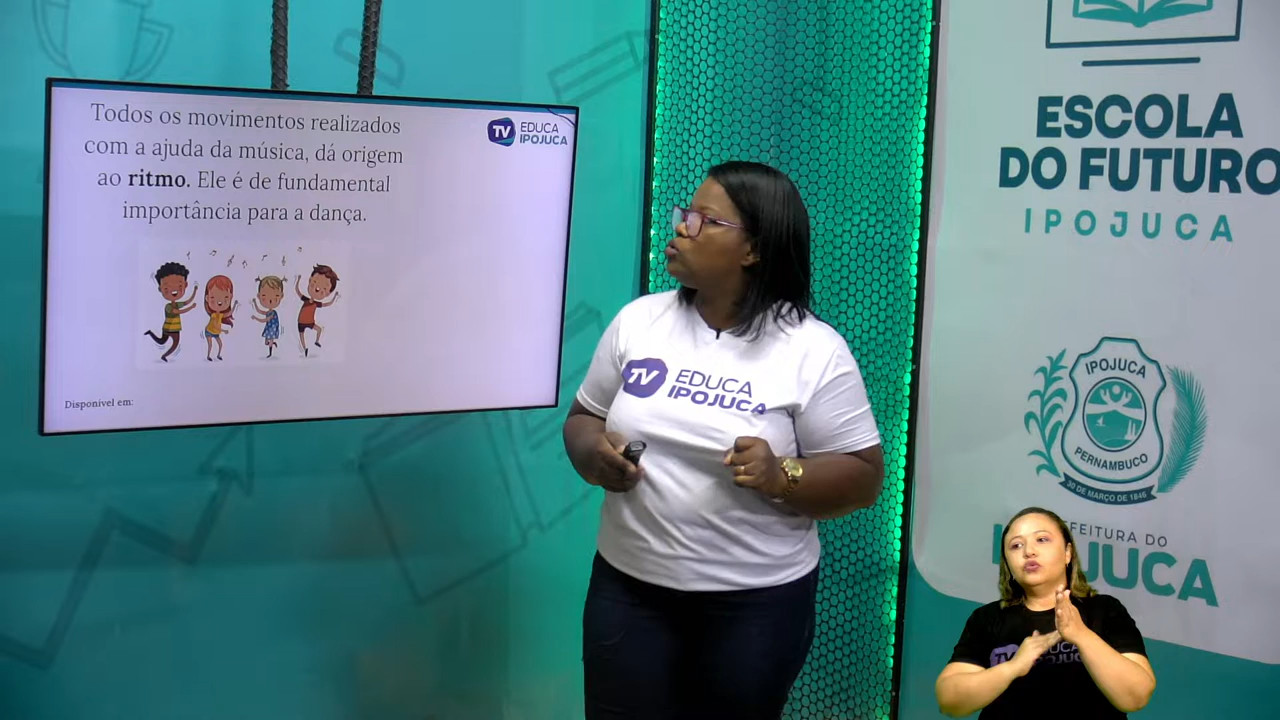 Todos os movimentos realizados
com a ajuda da música, dá origem
ao ritmo. Ele é de fundamental
importância para a dança.
Disponível em:
TV EDUCA
IPOJUCA
TV EDUCA
IPOJUCA
ESCOLA
DO FUTURO
IPOJUCA
IPOJUCA
PERNAMBUCO
30 DE MARÇO DE 1846
FEITURA DO
JUCA
TV